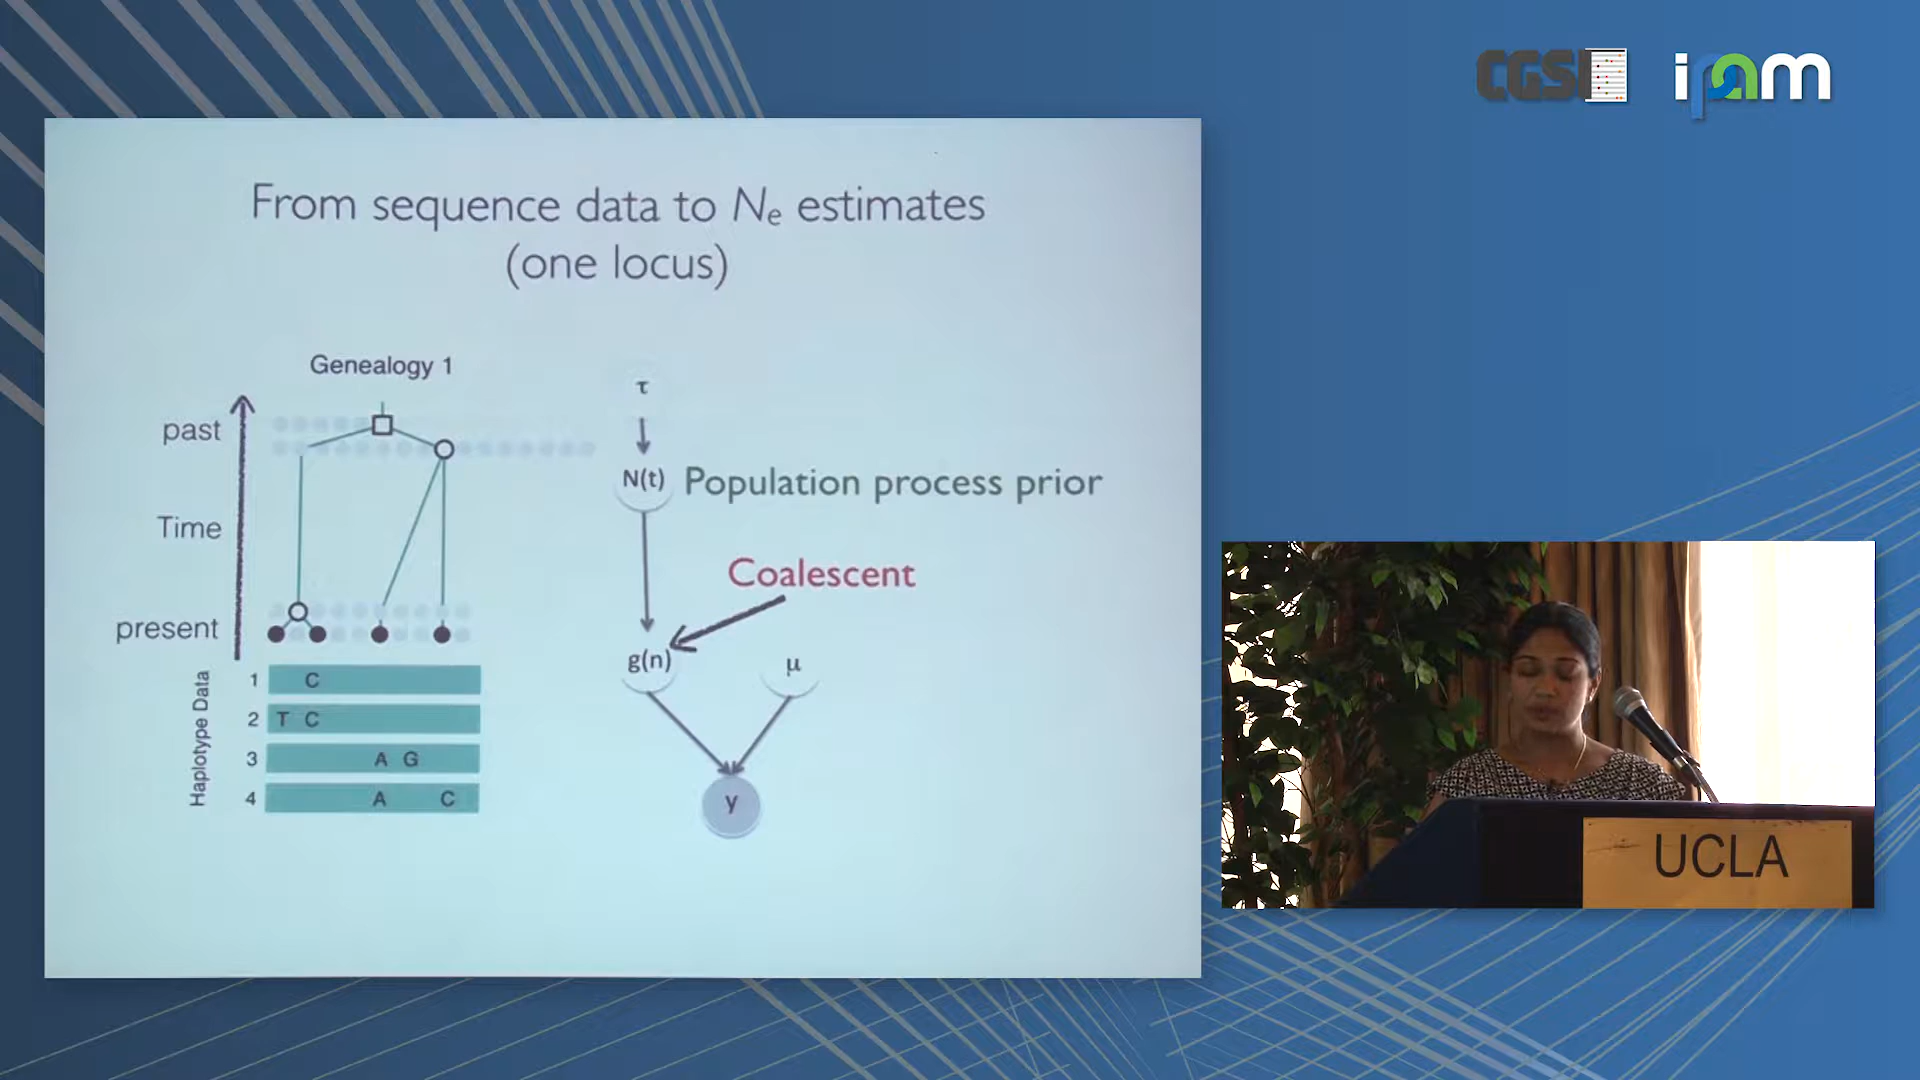 CGSI
ipam
From sequence data to Ne estimates
(one locus)
Genealogy 1
past
Time
present
Haplotype Data
1 C
2 T C
3 A G
4 A C
τ
N(t) Population process prior
Coalescent
g(n) μ
y
UCLA